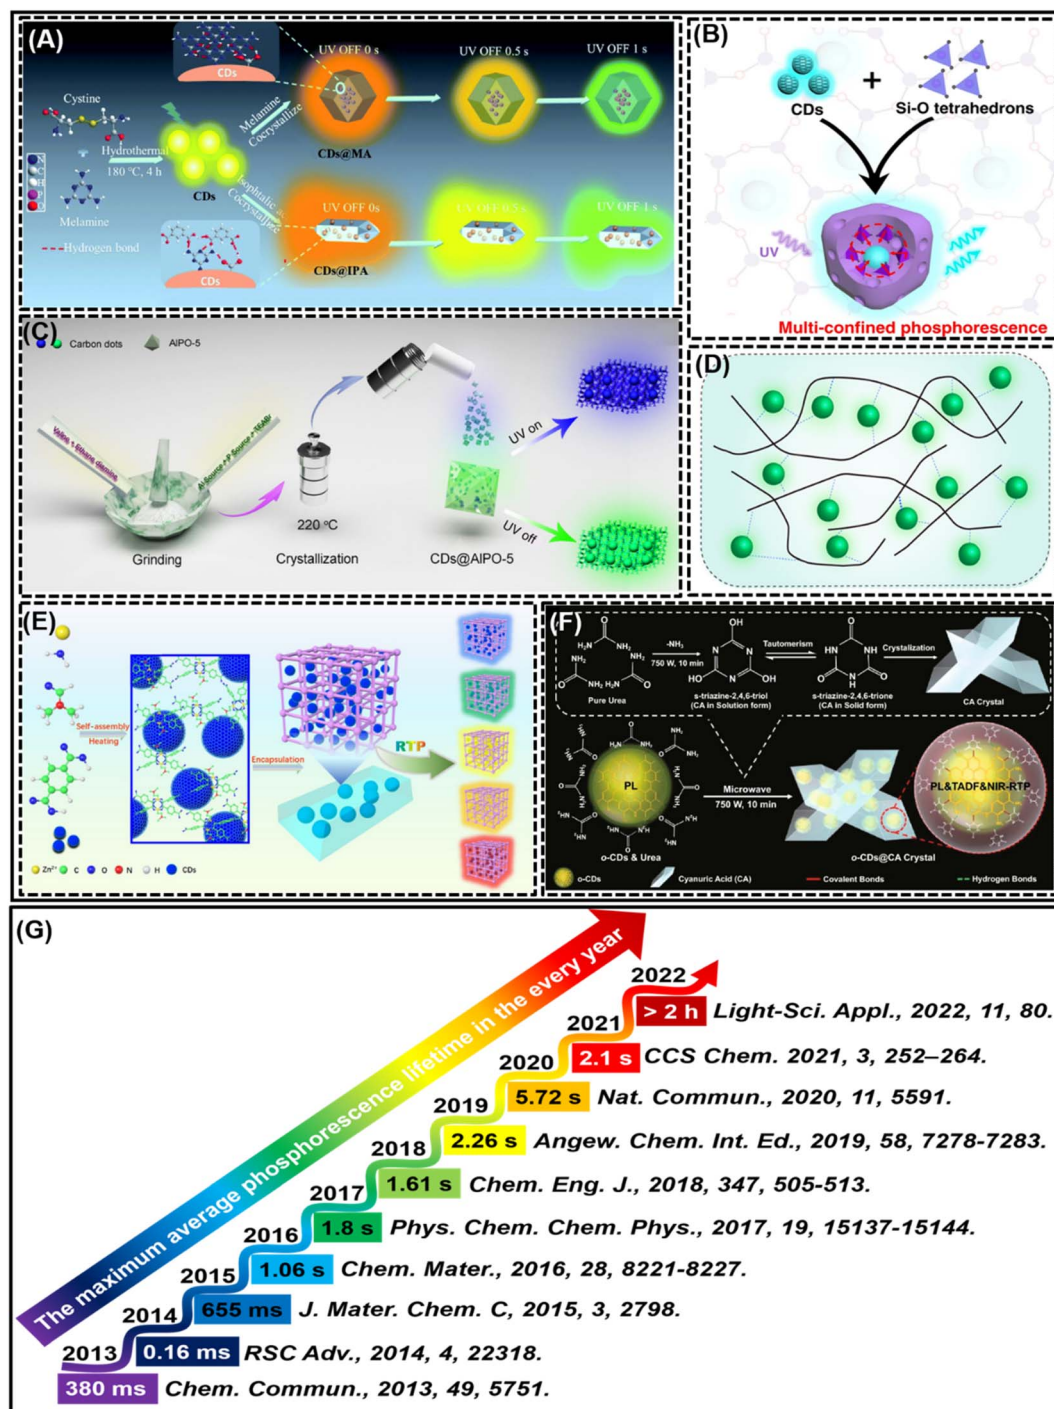 (A)
UV OFF 0 s
UV OFF 0.5 s
UV OFF 1 s
CDs
Cystine
Melamine
Cocrystallize
CDs@MA
Hydrothermal
180 °C, 4 h
CDs
Melamine
Hydrogen bond
Cocrystallize
UV OFF 0s
UV OFF 0.5 s
UV OFF 1 s
CDs
CDs@IPA
(B)
CDs
+
Si-O tetrahedrons
UV
Multi-confined phosphorescence
(C)
Carbon dots
AlPO-5
Grinding
220 °C
Crystallization
CDs@AlPO-5
UV on
UV off
(D)
(E)
Self-assembly
Heating
Encapsulation
RTP
Zn²⁺
C
O
N
H
CDs
(F)
-NH₃
750 W, 10 min
Tautomerism
Crystalization
Pure Urea
s-triazine-2,4,6-triol
(CA in Solution form)
s-triazine-2,4,6-trione
(CA in Solid form)
CA Crystal
PL
Microwave
750 W, 10 min
PL&TADF&NIR-RTP
o-CDs & Urea
o-CDs@CA Crystal
o-CDs
Cyanuric Acid (CA)
Covalent Bonds
Hydrogen Bonds
(G)
The maximum average phosphorescence lifetime in the every year
2022
> 2 h Light-Sci. Appl., 2022, 11, 80.
2021
2.1 s CCS Chem. 2021, 3, 252–264.
2020
5.72 s Nat. Commun., 2020, 11, 5591.
2019
2.26 s Angew. Chem. Int. Ed., 2019, 58, 7278-7283.
2018
1.61 s Chem. Eng. J., 2018, 347, 505-513.
2017
1.8 s Phys. Chem. Chem. Phys., 2017, 19, 15137-15144.
2016
1.06 s Chem. Mater., 2016, 28, 8221-8227.
2015
655 ms J. Mater. Chem. C, 2015, 3, 2798.
2014
0.16 ms RSC Adv., 2014, 4, 22318.
2013
380 ms Chem. Commun., 2013, 49, 5751.